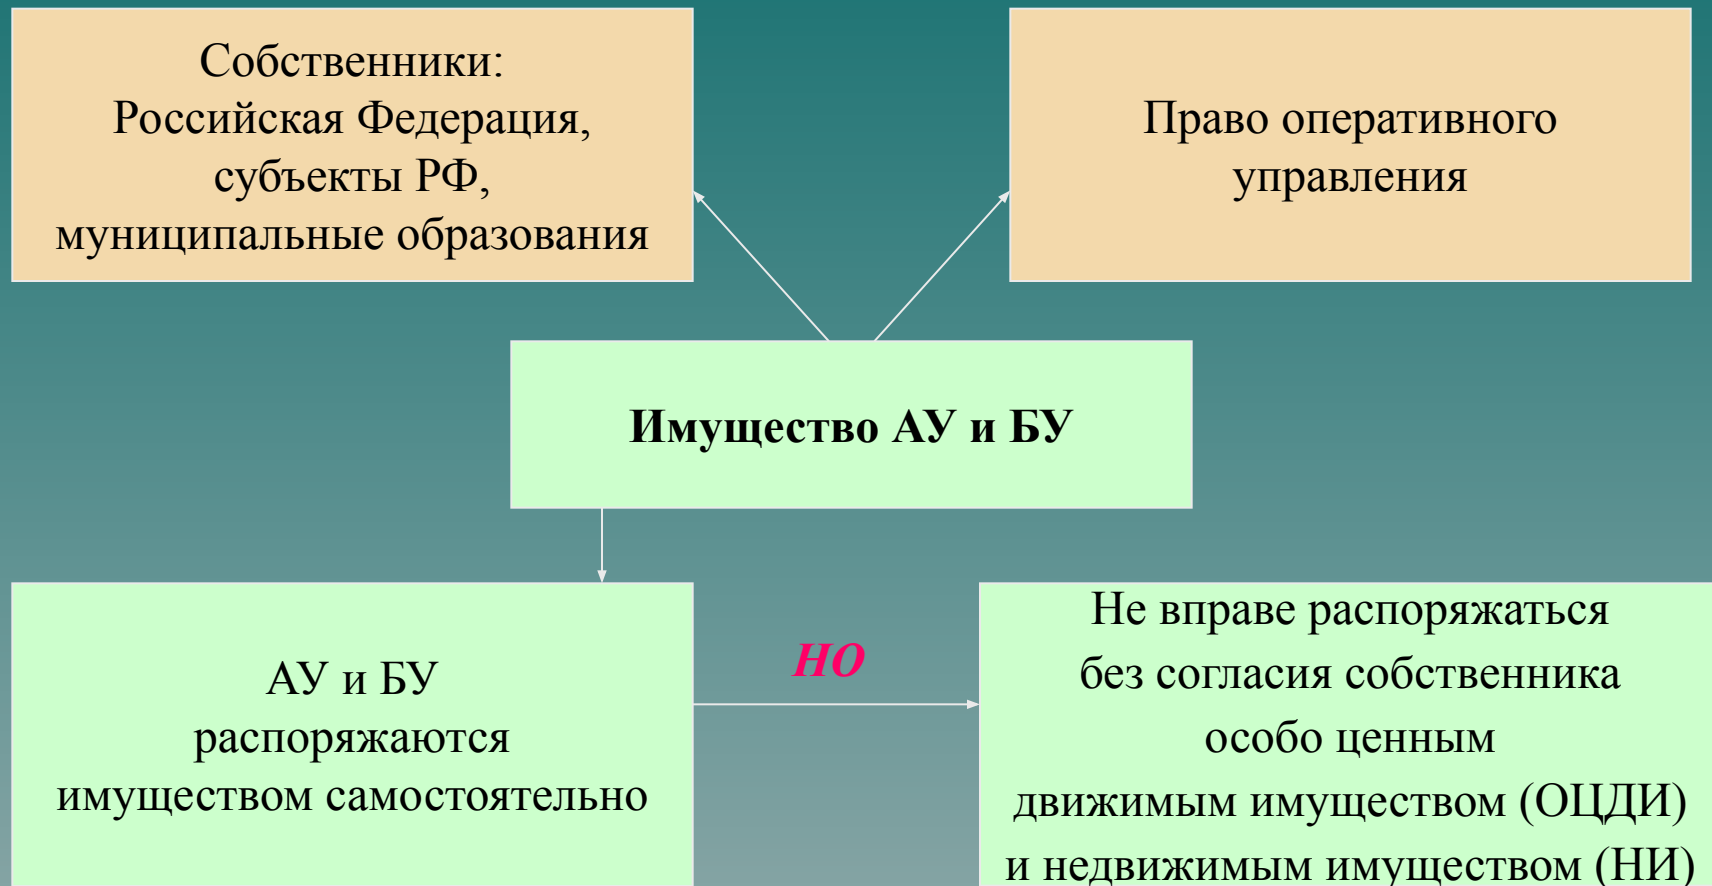 Собственники:
Российская Федерация,
субъекты РФ,
муниципальные образования
Право оперативного
управления
Имущество АУ и БУ
АУ и БУ
распоряжаются
имуществом самостоятельно
НО
Не вправе распоряжаться
без согласия собственника
особо ценным
движимым имуществом (ОЦДИ)
и недвижимым имуществом (НИ)